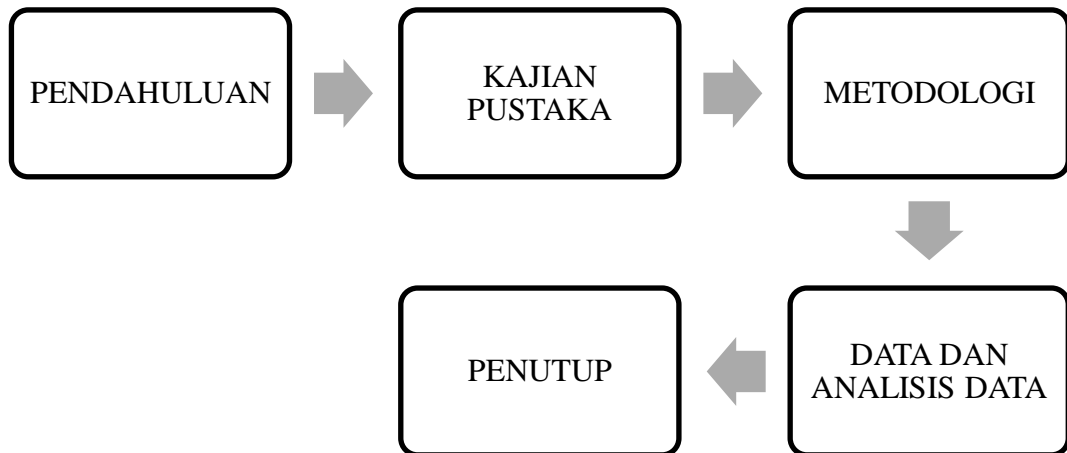 PENDAHULUAN
KAJIAN
PUSTAKA
METODOLOGI
DATA DAN
ANALISIS DATA
PENUTUP